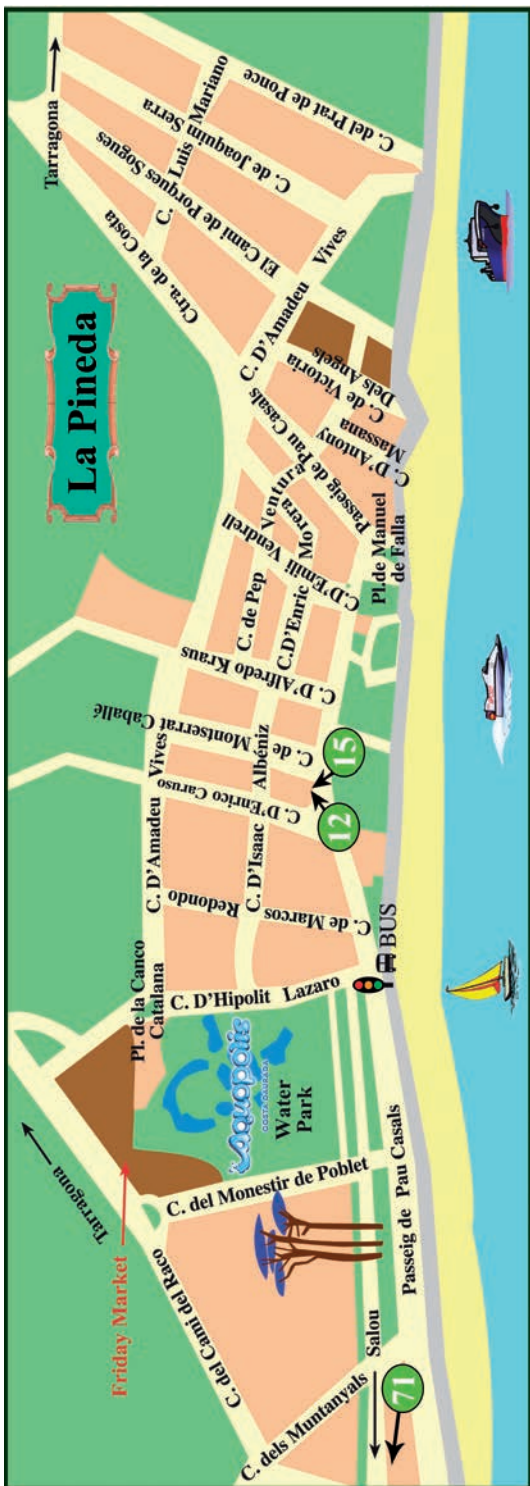 La Pineda
Tarragona
Ctra. de la Costa
C. Luis Mariano
C. del Prat de Ponce
C. de Joaquim Serra
El Cami de Porques Sogues
C. D'Amadeu Vives
Dels Angels
C. de Victoria
C. D'Antony
Massana
Passeig de Pau Casals
Pl. de Manuel
de Falla
Ventura
Morera
C. D'Emili Vendrell
C. de Pep
C. D'Enric
C. D'Alfredo Kraus
C. de Montserrat Caballé
15
12
C. D'Enrico Caruso
C. D'Isaac Albéniz
C. D'Amadeu Vives
C. de Marcos Redondo
BUS
C. D'Hipolit Lazaro
Pl. de la Canco
Catalana
aquopolis
COSTA DAURADA
Water
Park
Tarragona
Friday Market
C. del Monestir de Poblet
C. del Cami del Raco
Passeig de Pau Casals
Salou
C. dels Muntanyals
71